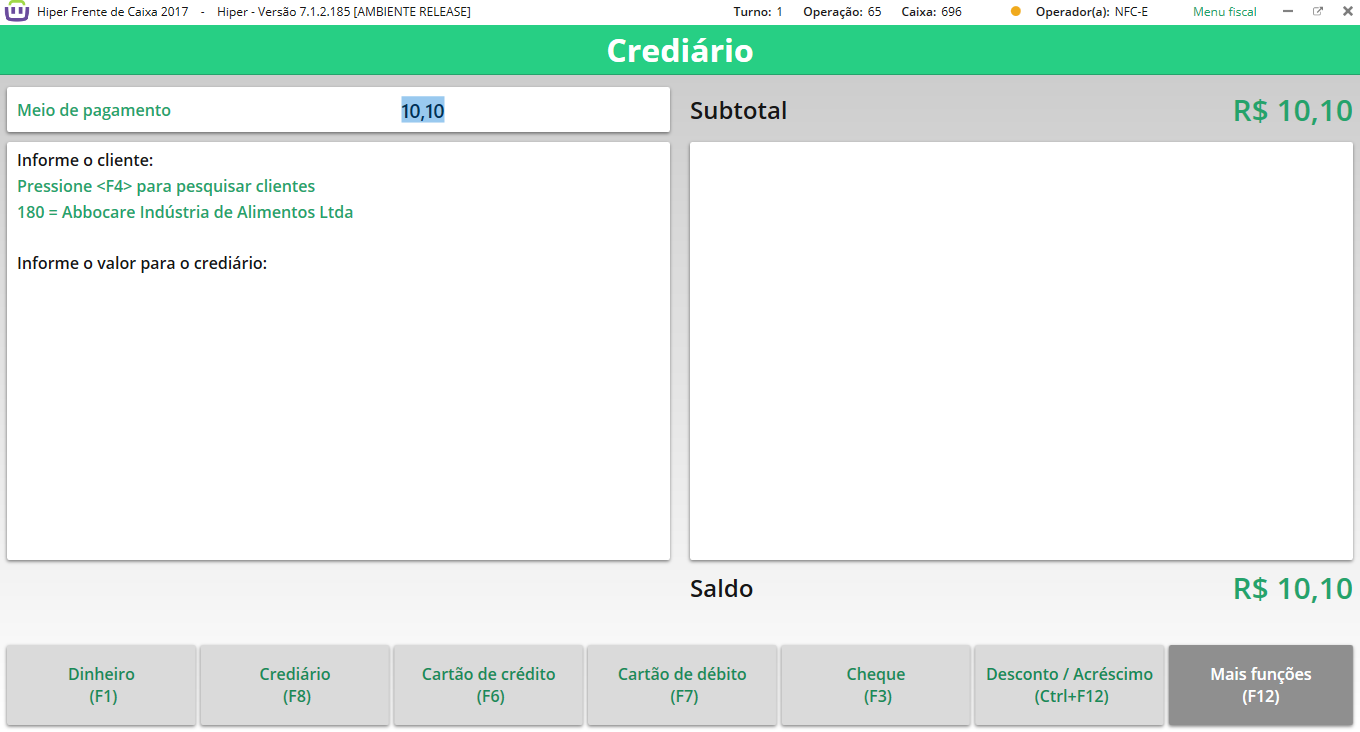 Hiper Frente de Caixa 2017 - Hiper - Versão 7.1.2.185 [AMBIENTE RELEASE] Turno: 1 Operação: 65 Caixa: 696 Operador(a): NFC-E Menu fiscal
Crediário
Meio de pagamento 10,10
Subtotal R$ 10,10
Informe o cliente:
Pressione <F4> para pesquisar clientes
180 = Abbocare Indústria de Alimentos Ltda
Informe o valor para o crediário:
Saldo R$ 10,10
Dinheiro
(F1)
Crediário
(F8)
Cartão de crédito
(F6)
Cartão de débito
(F7)
Cheque
(F3)
Desconto / Acréscimo
(Ctrl+F12)
Mais funções
(F12)